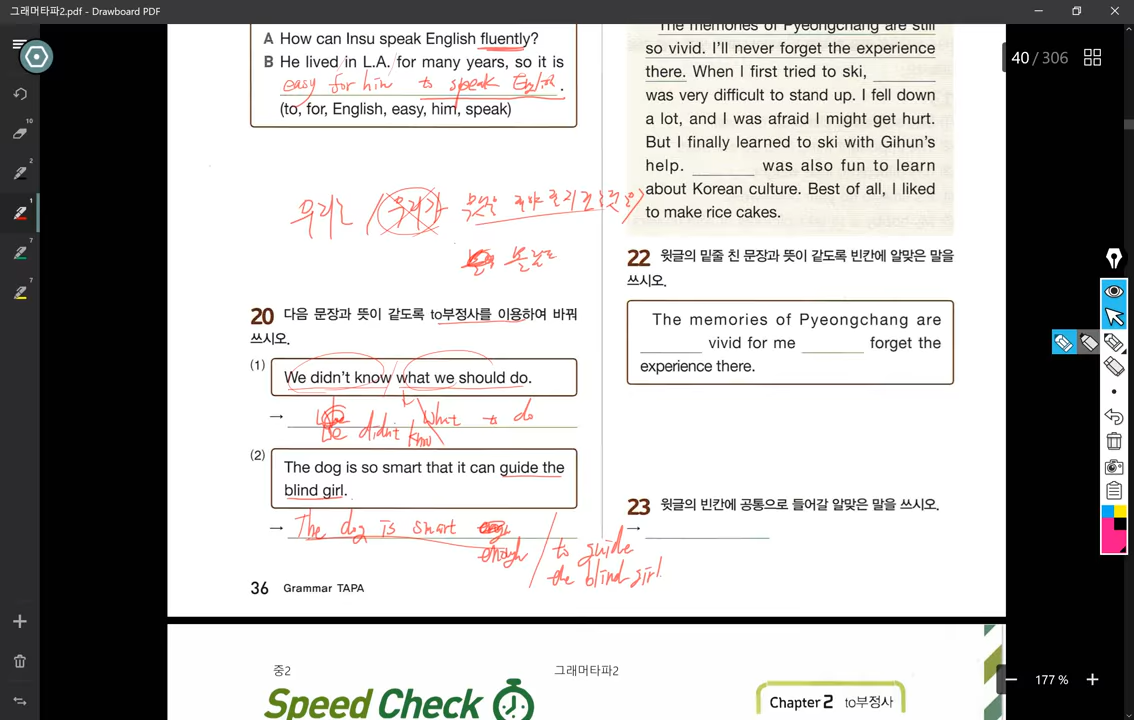 그래머타파2.pdf - Drawboard PDF
40 / 306
A How can Insu speak English fluently?
B He lived in L.A. for many years, so it is
easy for him to speak English.
(to, for, English, easy, him, speak)
우리는 / 우리가 무엇을
몰랐다
20 다음 문장과 뜻이 같도록 to부정사를 이용하여 바꿔
쓰시오.
(1)
We didn't know what we should do.
→ what to do
We didn't know
(2)
The dog is so smart that it can guide the
blind girl.
→ The dog is smart
enough / to guide
the blind girl.
36 Grammar TAPA
The memories of Pyeongchang are still
so vivid. I'll never forget the experience
there. When I first tried to ski, ________
was very difficult to stand up. I fell down
a lot, and I was afraid I might get hurt.
But I finally learned to ski with Gihun's
help. ________ was also fun to learn
about Korean culture. Best of all, I liked
to make rice cakes.
22 윗글의 밑줄 친 문장과 뜻이 같도록 빈칸에 알맞은 말을
쓰시오.
The memories of Pyeongchang are
________ vivid for me ________ forget the
experience there.
23 윗글의 빈칸에 공통으로 들어갈 알맞은 말을 쓰시오.
→
중2 그래머타파2
Speed Check
Chapter 2 to부정사
177 %
10
2
1
7
7